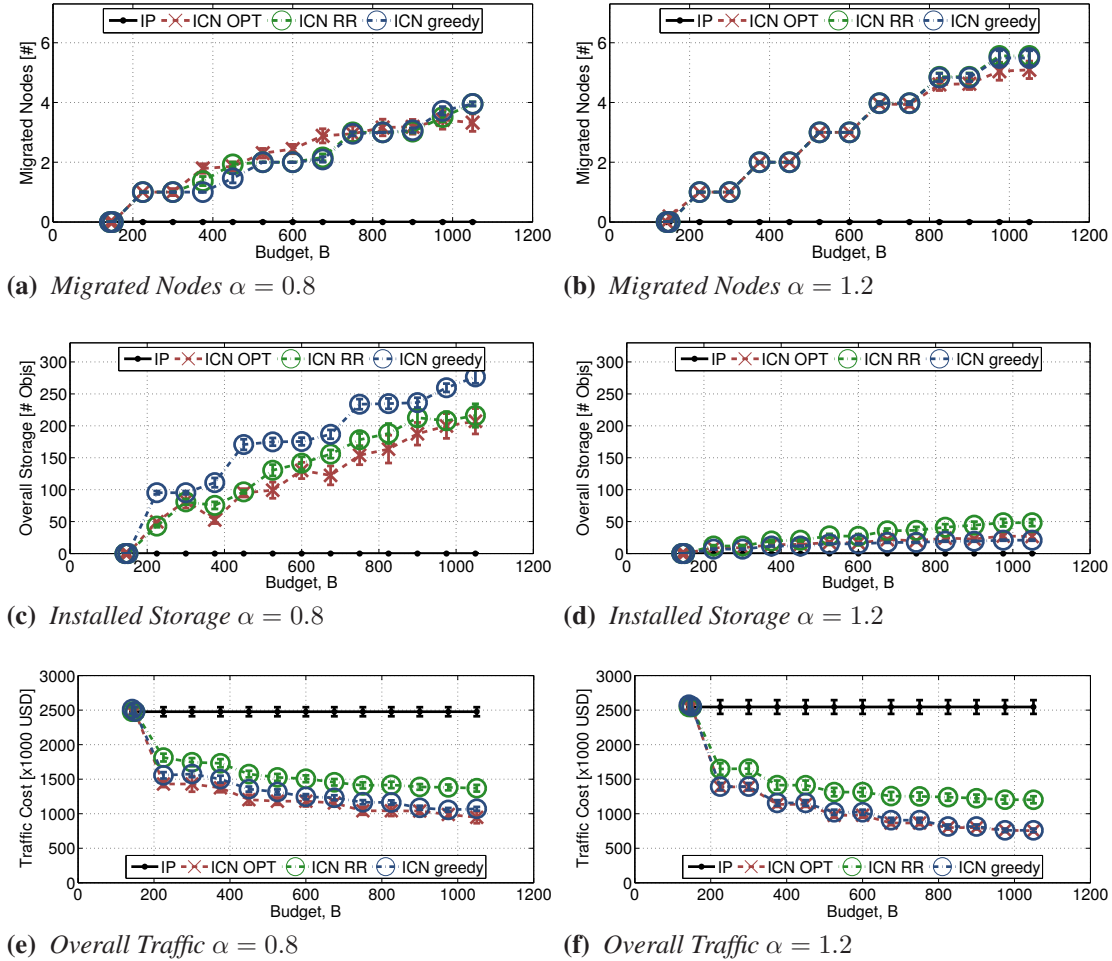 IP ICN OPT ICN RR ICN greedy
6
4
2
0
Migrated Nodes [#]
0 200 400 600 800 1000 1200
Budget, B
(a) Migrated Nodes α = 0.8
IP ICN OPT ICN RR ICN greedy
6
4
2
0
Migrated Nodes [#]
0 200 400 600 800 1000 1200
Budget, B
(b) Migrated Nodes α = 1.2
IP ICN OPT ICN RR ICN greedy
300
250
200
150
100
50
0
Overall Storage [# Objs]
0 200 400 600 800 1000 1200
Budget, B
(c) Installed Storage α = 0.8
IP ICN OPT ICN RR ICN greedy
300
250
200
150
100
50
0
Overall Storage [# Objs]
0 200 400 600 800 1000 1200
Budget, B
(d) Installed Storage α = 1.2
3000
2500
2000
1500
1000
500
0
Traffic Cost [x1000 USD]
IP ICN OPT ICN RR ICN greedy
0 200 400 600 800 1000 1200
Budget, B
(e) Overall Traffic α = 0.8
3000
2500
2000
1500
1000
500
0
Traffic Cost [x1000 USD]
IP ICN OPT ICN RR ICN greedy
0 200 400 600 800 1000 1200
Budget, B
(f) Overall Traffic α = 1.2